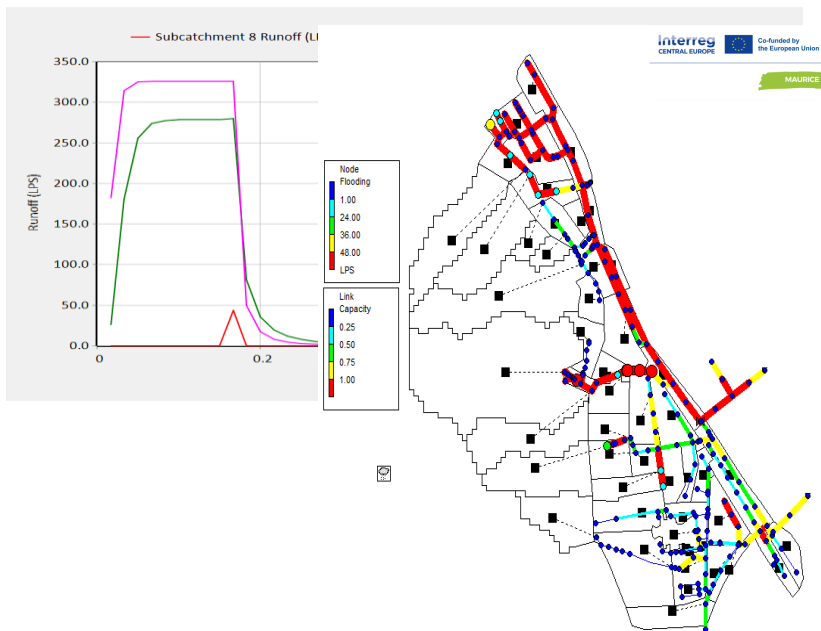 Subcatchment 8 Runoff (
350.0
300.0
250.0
200.0
150.0
100.0
50.0
0.0
Runoff (LPS)
0
0.2
Interreg
CENTRAL EUROPE
Co-funded by
the European Union
MAURICE
Node
Flooding
1.00
24.00
36.00
48.00
LPS
Link
Capacity
0.25
0.50
0.75
1.00